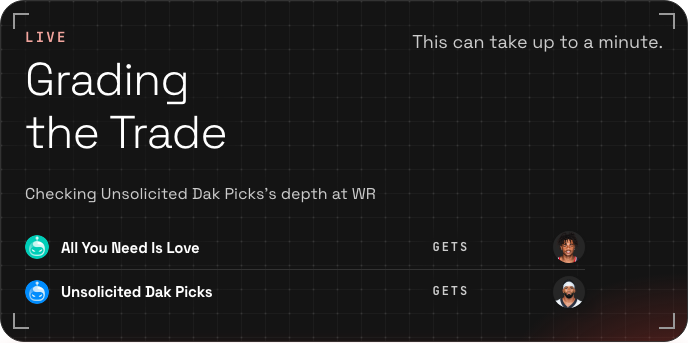 LIVE
This can take up to a minute.
Grading
the Trade
Checking Unsolicited Dak Picks's depth at WR
All You Need Is Love GETS
Unsolicited Dak Picks GETS